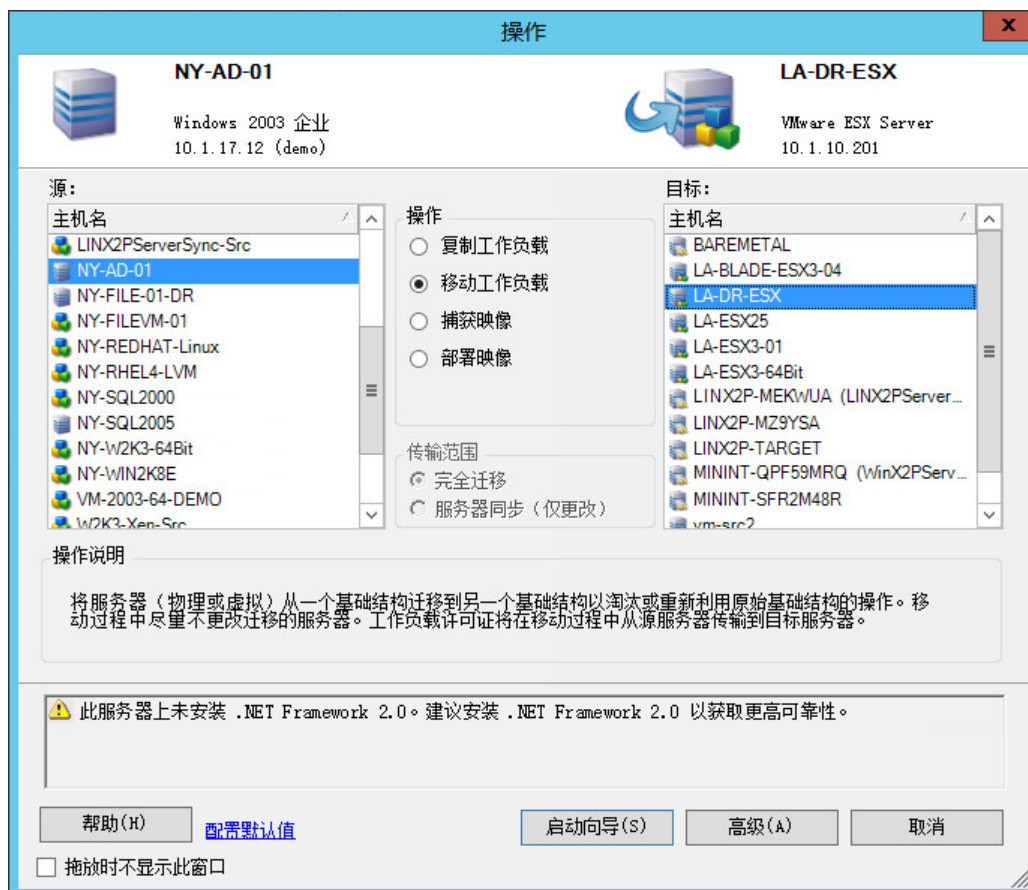 操作
x
NY-AD-01
Windows 2003 企业
10.1.17.12 (demo)
LA-DR-ESX
VMware ESX Server
10.1.10.201
源：
主机名
LINX2PServerSync-Src
NY-AD-01
NY-FILE-01-DR
NY-FILEVM-01
NY-REDHAT-Linux
NY-RHEL4-LVM
NY-SQL2000
NY-SQL2005
NY-W2K3-64Bit
NY-WIN2K8E
VM-2003-64-DEMO
W2K3-Xen-Src
操作
复制工作负载
移动工作负载
捕获映像
部署映像
传输范围
完全迁移
服务器同步（仅更改）
目标：
主机名
BAREMETAL
LA-BLADE-ESX3-04
LA-DR-ESX
LA-ESX25
LA-ESX3-01
LA-ESX3-64Bit
LINX2P-MEKWUA (LINX2PServer...
LINX2P-MZ9YSA
LINX2P-TARGET
MININT-QPF59MRQ (WinX2PServ...
MININT-SFR2M48R
vm-src2
操作说明
将服务器（物理或虚拟）从一个基础结构迁移到另一个基础结构以淘汰或重新利用原始基础结构的操作。移
动过程中尽量不更改迁移的服务器。工作负载许可证将在移动过程中从源服务器传输到目标服务器。
此服务器上未安装 .NET Framework 2.0。建议安装 .NET Framework 2.0 以获取更高可靠性。
帮助(H)
配置默认值
启动向导(S)
高级(A)
取消
拖放时不显示此窗口